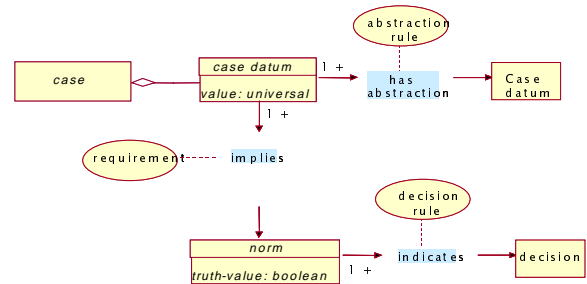 abstraction
rule
case
case datum
value: universal
1 +
has
abstraction
Case
datum
1 +
requirement
implies
decision
rule
norm
truth-value: boolean
1 +
indicates
decision